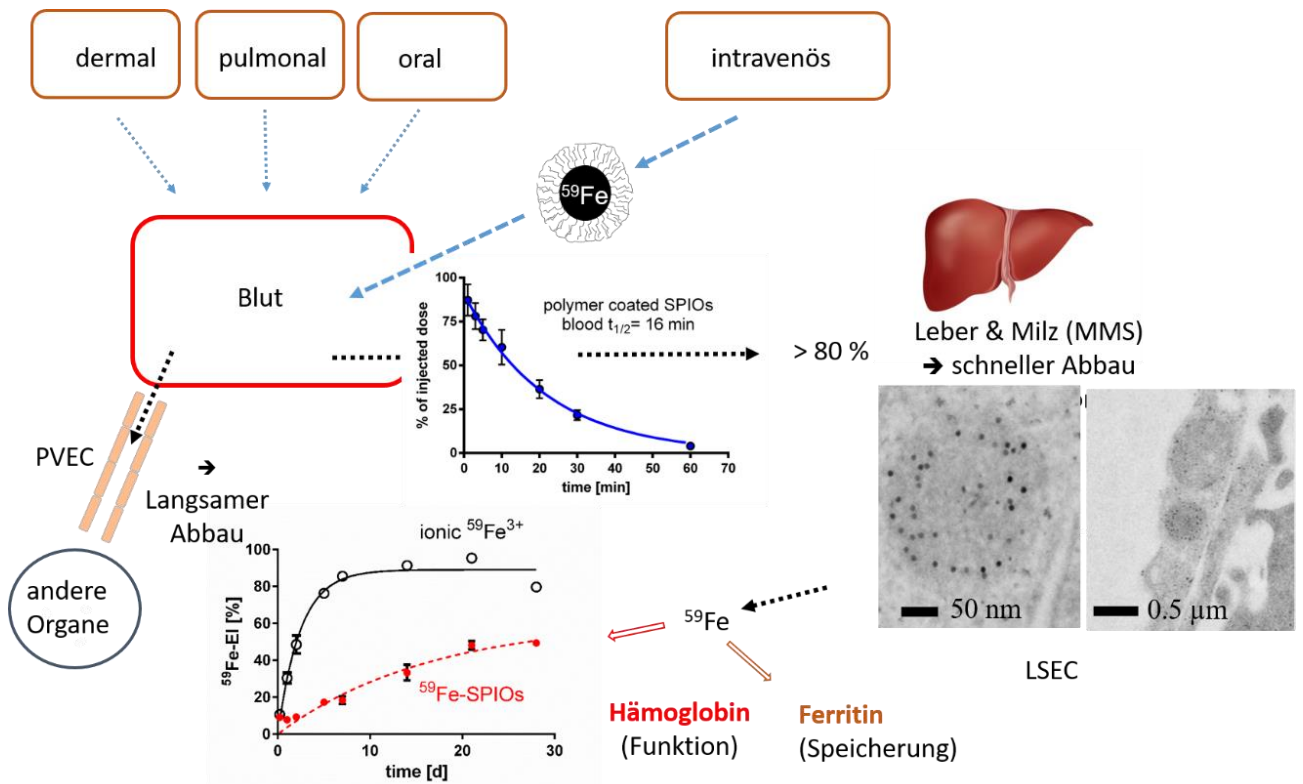 dermal
pulmonal
oral
intravenös
⁵⁹Fe
Blut
% of injected dose
100
75
50
25
0
0 10 20 30 40 50 60 70
time [min]
polymer coated SPIOs
blood t₁/₂= 16 min
> 80 %
Leber & Milz (MMS)
➔ schneller Abbau
PVEC
➔
Langsamer
Abbau
andere
Organe
ionic ⁵⁹Fe³⁺
⁵⁹Fe-EI [%]
100
80
60
40
20
0
0 10 20 30
time [d]
⁵⁹Fe-SPIOs
50 nm
0.5 µm
LSEC
⁵⁹Fe
Hämoglobin
(Funktion)
Ferritin
(Speicherung)